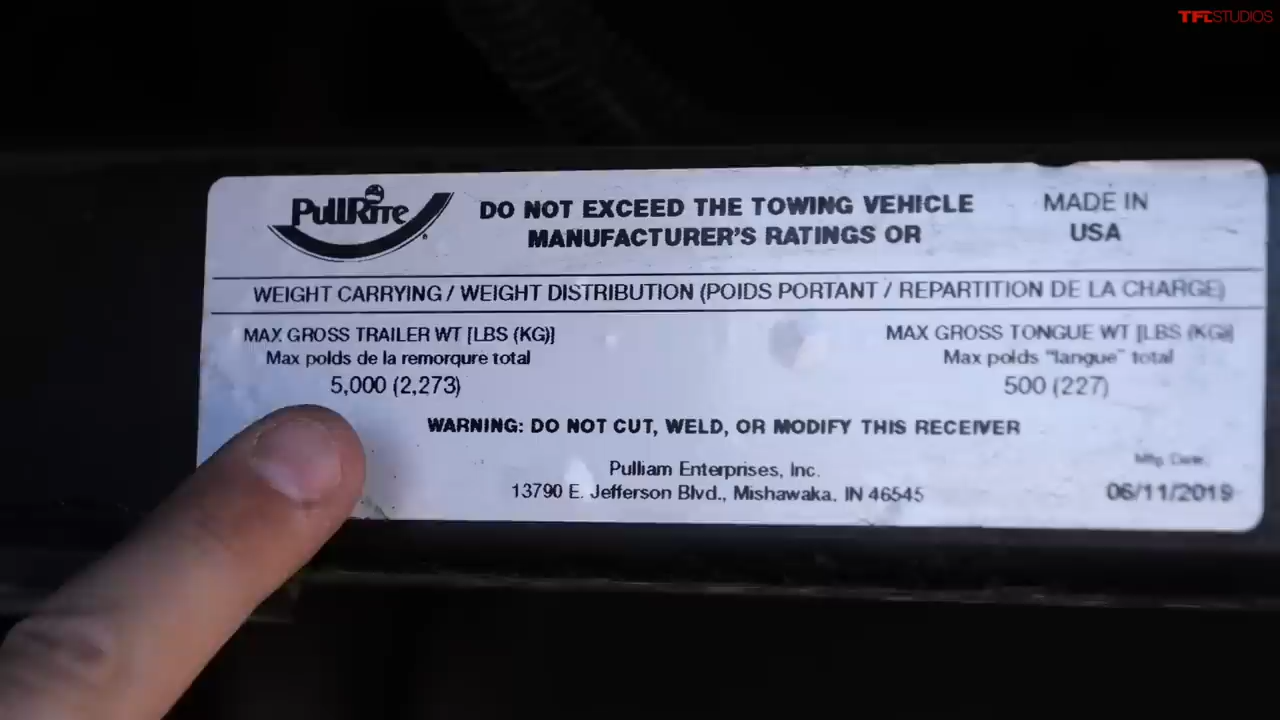 TFLSTUDIOS
PullRite
DO NOT EXCEED THE TOWING VEHICLE
MANUFACTURER'S RATINGS OR
MADE IN
USA
WEIGHT CARRYING / WEIGHT DISTRIBUTION (POIDS PORTANT / REPARTITION DE LA CHARGE)
MAX GROSS TRAILER WT [LBS (KG)]
Max poids de la remorqure total
5,000 (2,273)
MAX GROSS TONGUE WT [LBS (KG)]
Max poids "langue" total
500 (227)
WARNING: DO NOT CUT, WELD, OR MODIFY THIS RECEIVER
Pulliam Enterprises, Inc.
13790 E. Jefferson Blvd., Mishawaka, IN 46545
Mfg. Date:
06/11/2019